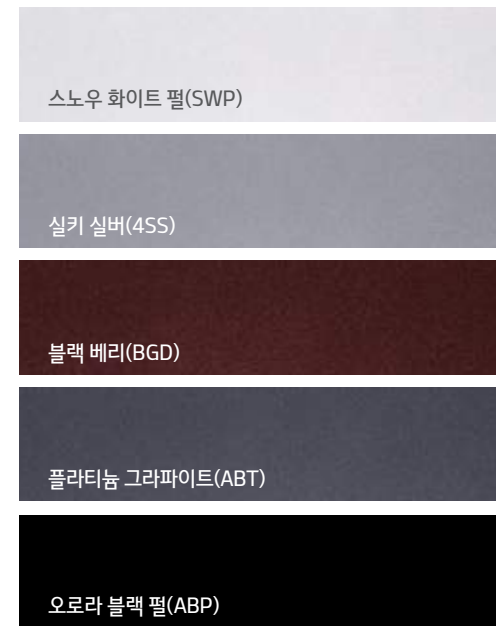 스노우 화이트 펄(SWP)
실키 실버(4SS)
블랙 베리(BGD)
플라티늄 그라파이트(ABT)
오로라 블랙 펄(ABP)